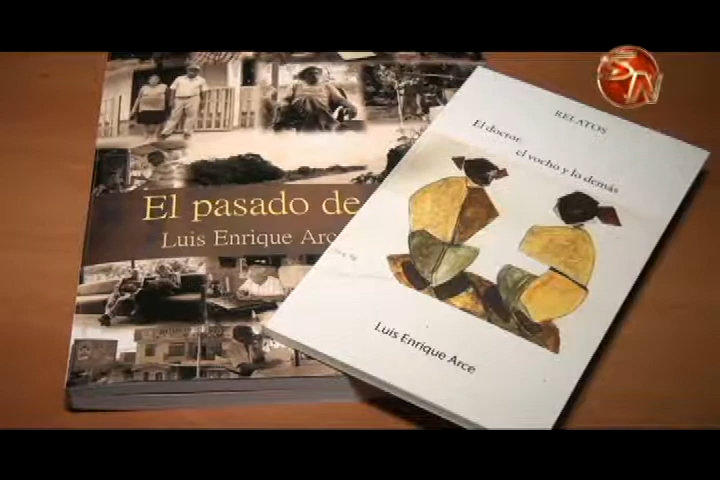 El pasado de
Luis Enrique Arce
RELATOS
El doctor,
el vocho y lo demás
Luis Enrique Arce